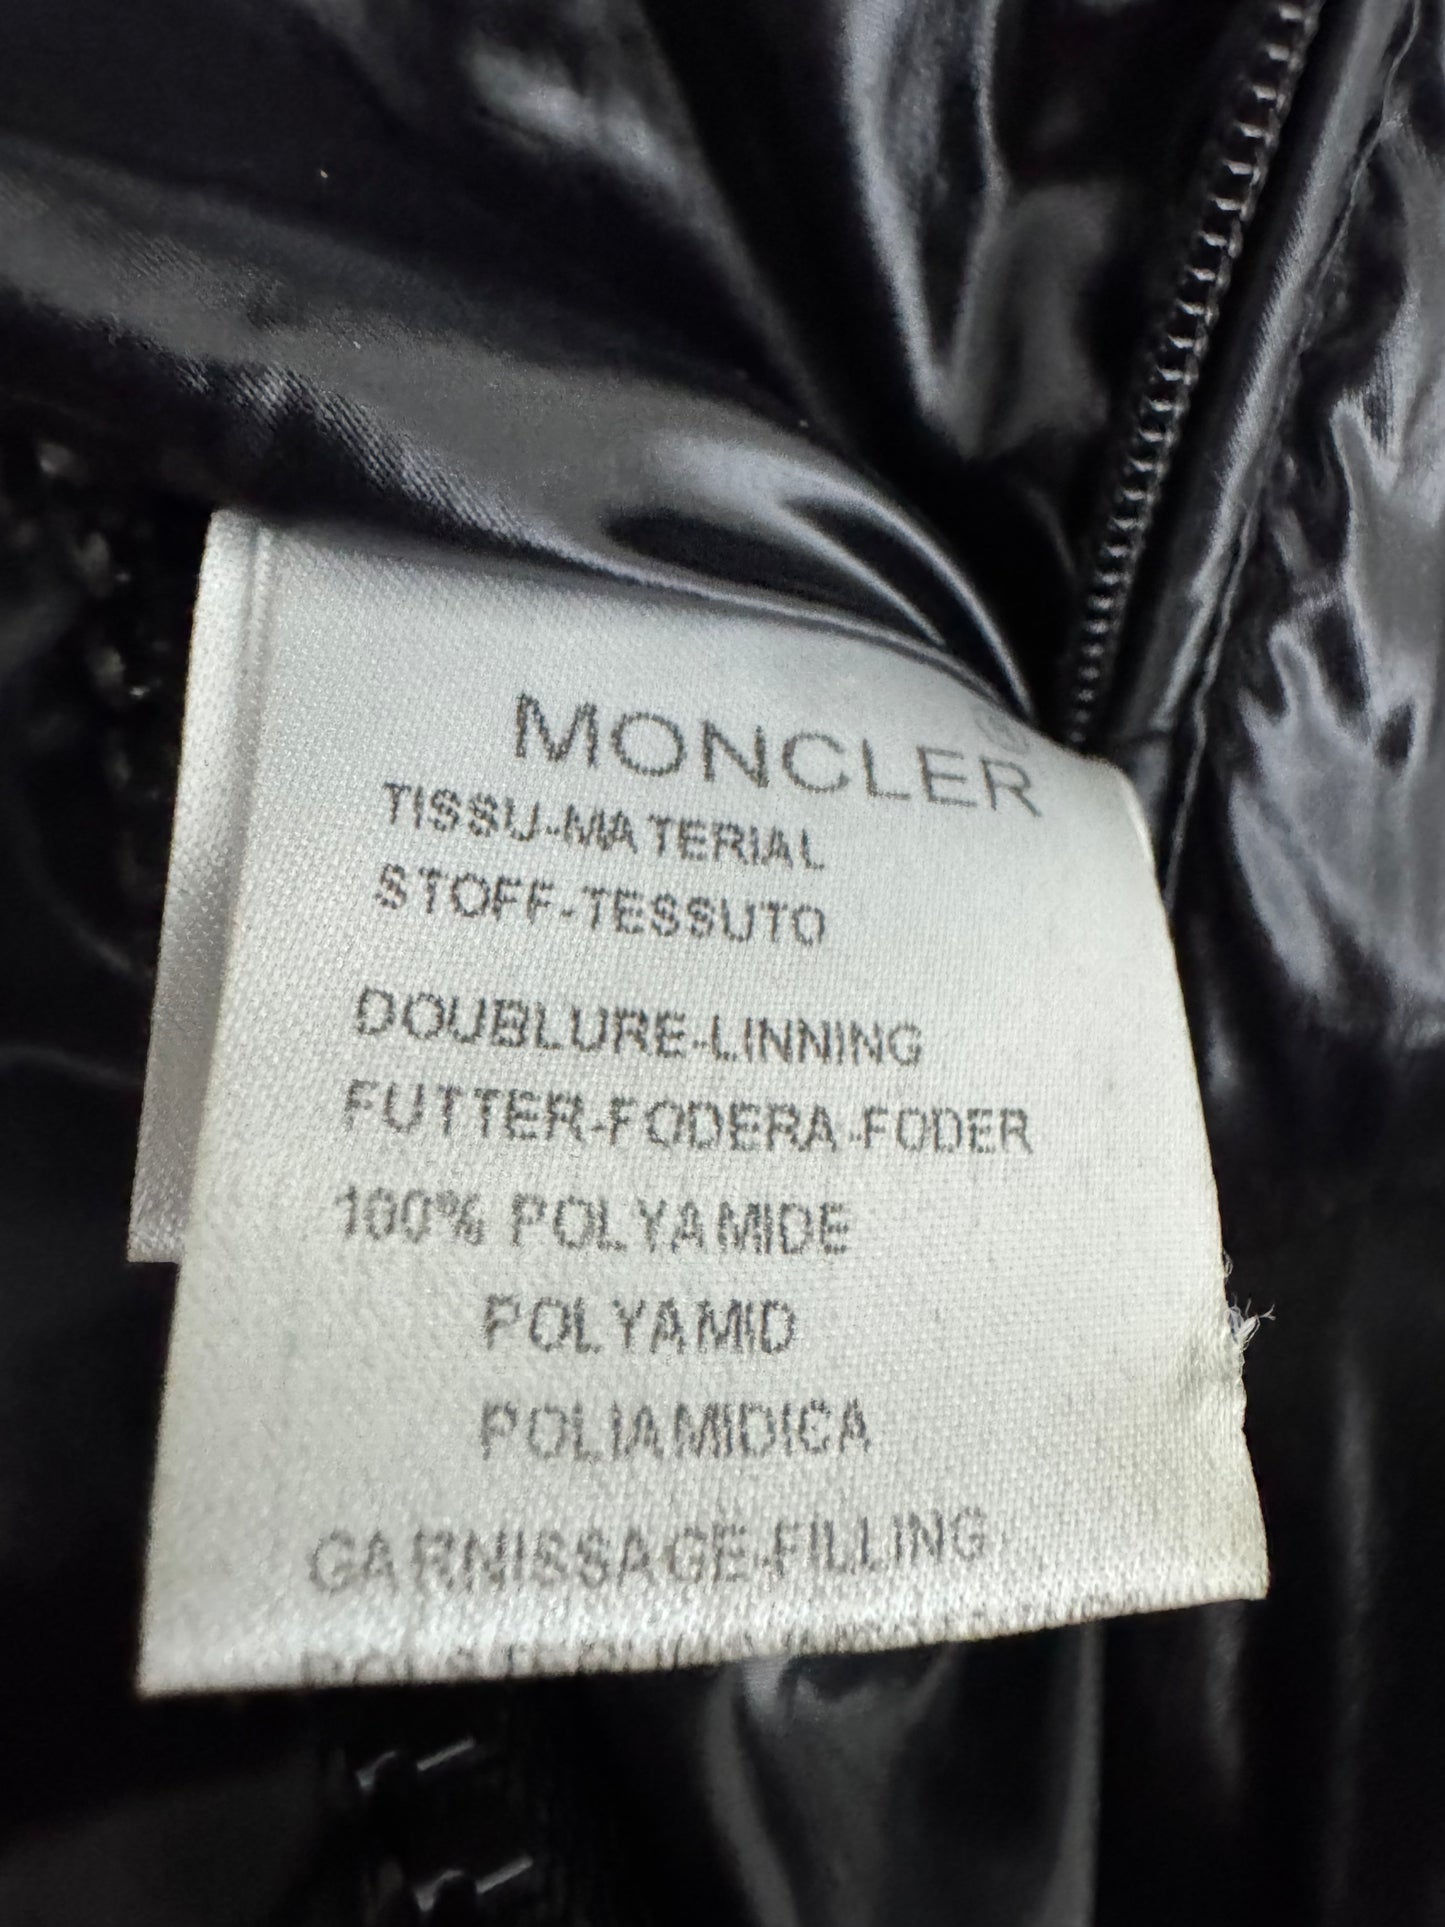 MONCLER
TISSU-MATERIAL
STOFF-TESSUTO
DOUBLURE-LINNING
FUTTER-FODERA-FODER
100% POLYAMIDE
POLYAMID
POLIAMIDICA
GARNISSAGE-FILLING